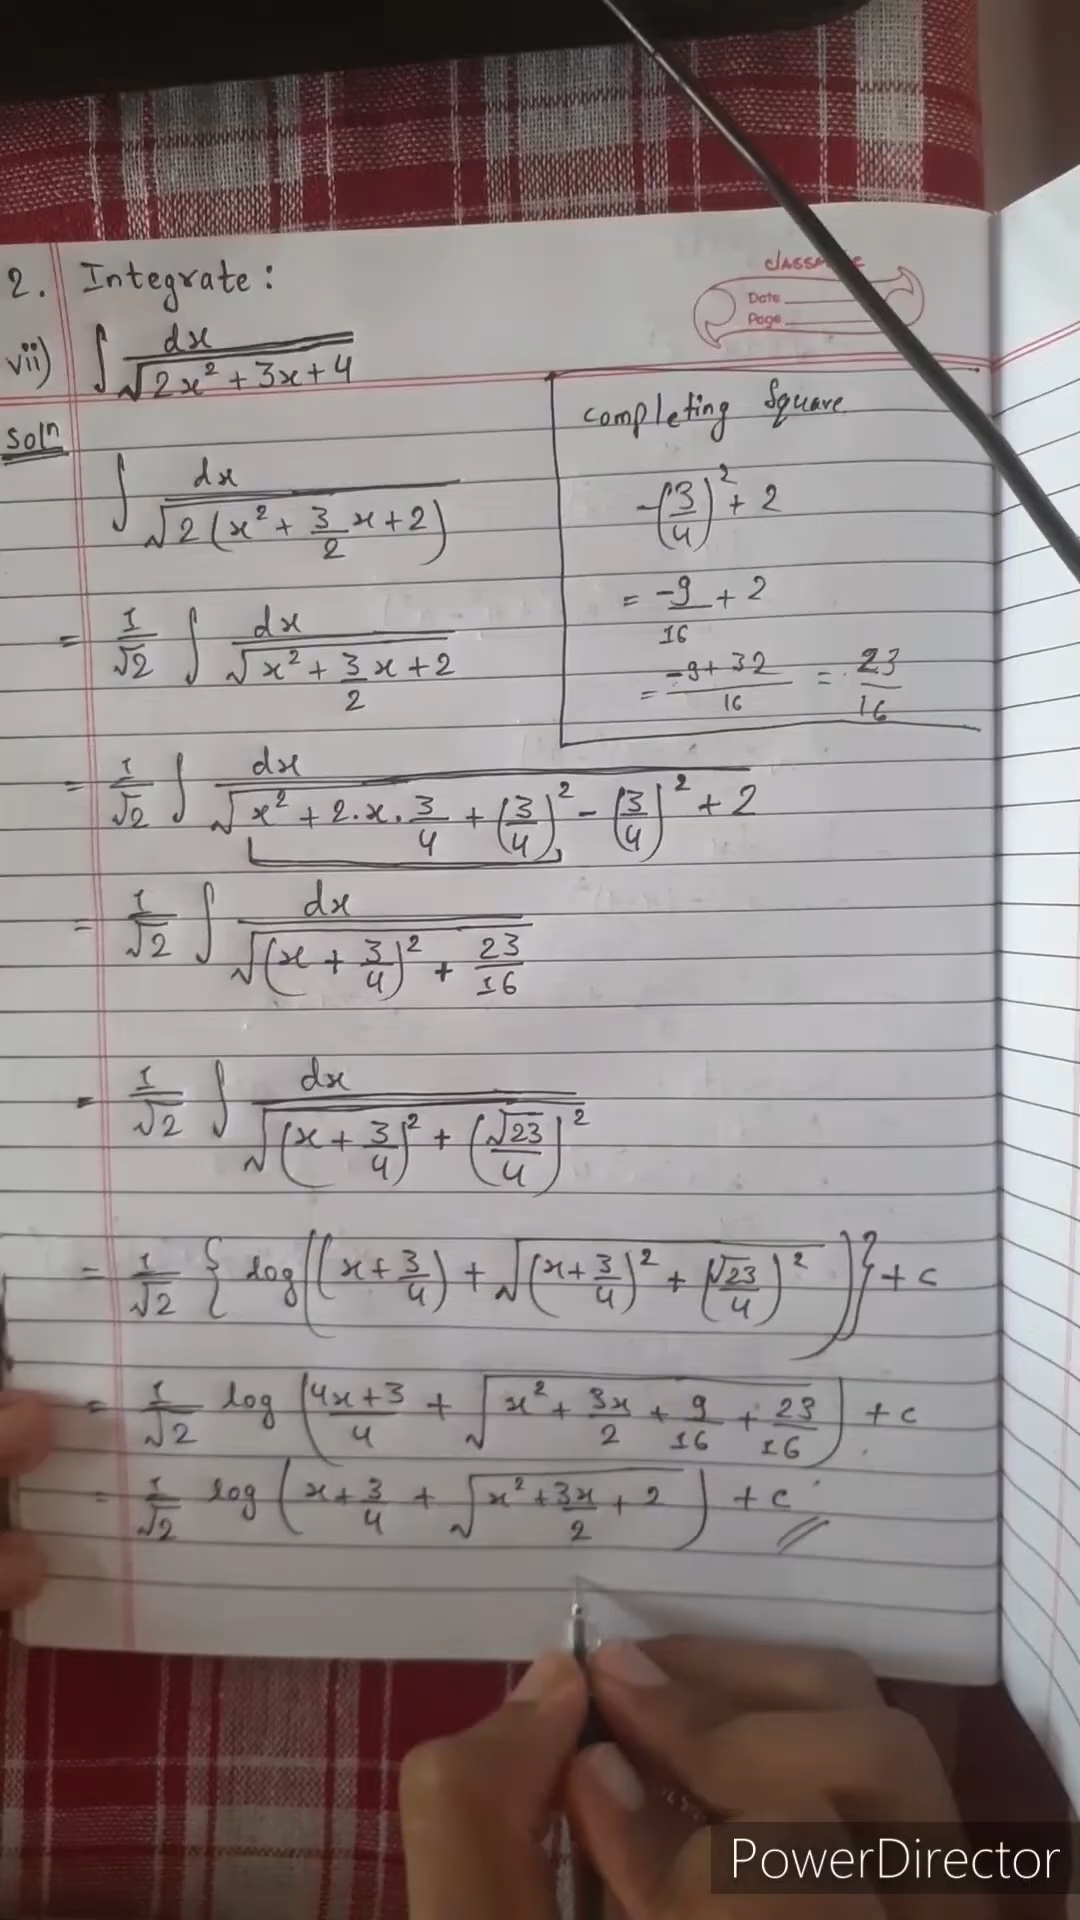 2. Integrate:
classmate
Date
Page
vii) ∫ dx / √(2x² + 3x + 4)
Solⁿ
∫ dx / √(2(x² + 3/2 x + 2))
= 1/√2 ∫ dx / √(x² + 3/2 x + 2)
completing Square
-(3/4)² + 2
= -9/16 + 2
= (-9 + 32)/16 = 23/16
= 1/√2 ∫ dx / √(x² + 2.x.3/4 + (3/4)² - (3/4)² + 2)
= 1/√2 ∫ dx / √((x + 3/4)² + 23/16)
= 1/√2 ∫ dx / √((x + 3/4)² + (√23/4)²)
= 1/√2 { log((x + 3/4) + √((x + 3/4)² + (√23/4)²)) } + c
= 1/√2 log((4x + 3)/4 + √(x² + 3x/2 + 9/16 + 23/16)) + c
= 1/√2 log(x + 3/4 + √(x² + 3x/2 + 2)) + c
PowerDirector